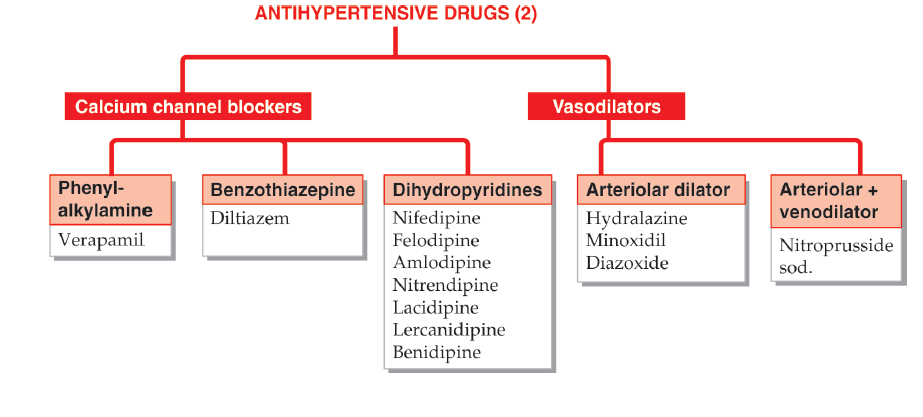 ANTIHYPERTENSIVE DRUGS (2)
Calcium channel blockers
Vasodilators
Phenyl-
alkylamine
Verapamil
Benzothiazepine
Diltiazem
Dihydropyridines
Nifedipine
Felodipine
Amlodipine
Nitrendipine
Lacidipine
Lercanidipine
Benidipine
Arteriolar dilator
Hydralazine
Minoxidil
Diazoxide
Arteriolar +
venodilator
Nitroprusside
sod.